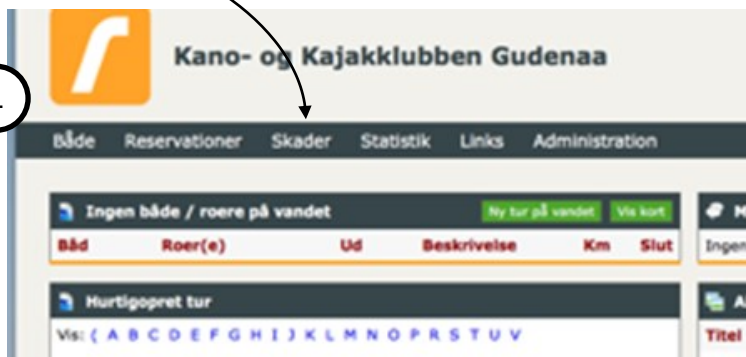 Kano- og Kajakklubben Gudenaa
Både Reservationer Skader Statistik Links Administration
Ingen både / roere på vandet Ny tur på vandet Vis kort
Båd Roer(e) Ud Beskrivelse Km Slut
Ingen
Hurtigopret tur
Vis: ( A B C D E F G H I J K L M N O P R S T U V
Titel